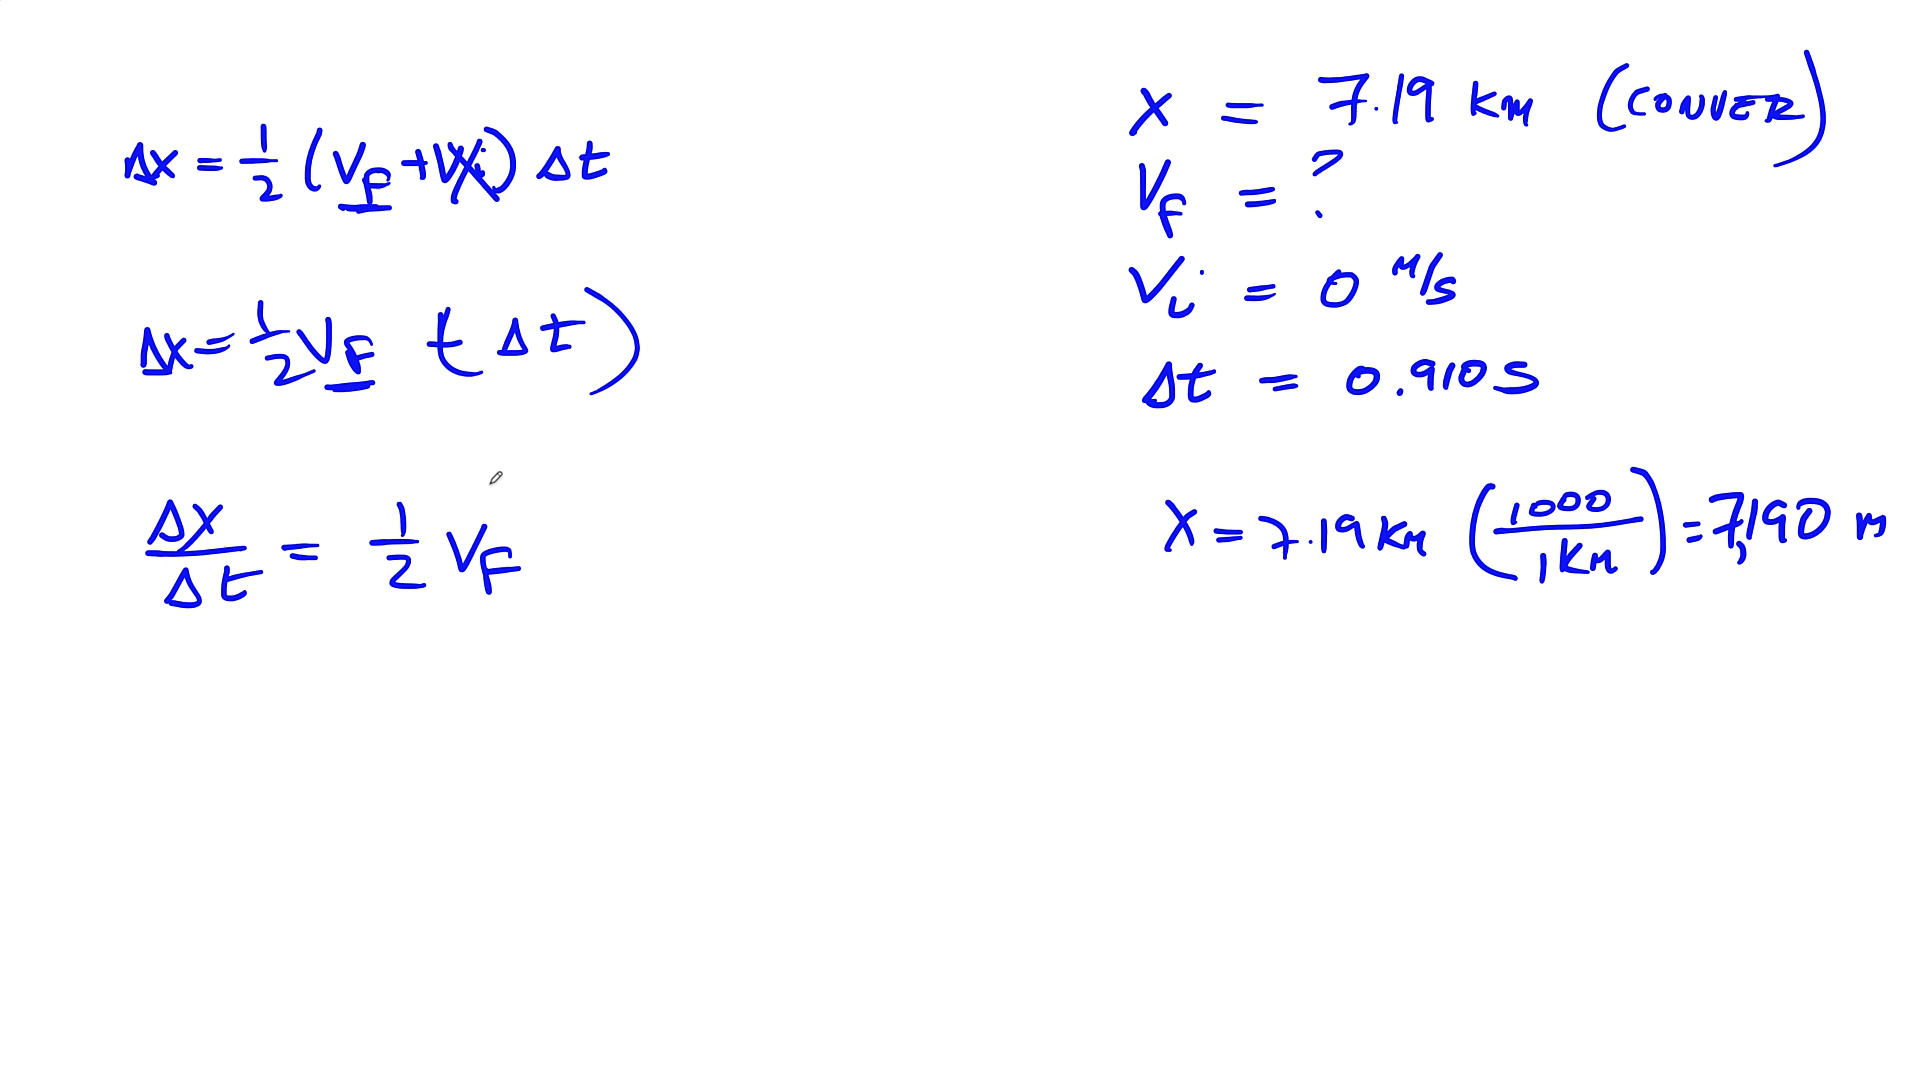 Δx = 1/2 (VF + Vi) Δt
Δx = 1/2 VF (Δt)
Δx/Δt = 1/2 VF
X = 7.19 km (CONVER)
VF = ?
Vi = 0 M/s
Δt = 0.910 S
X = 7.19 km (1000 / 1 km) = 7,190 m